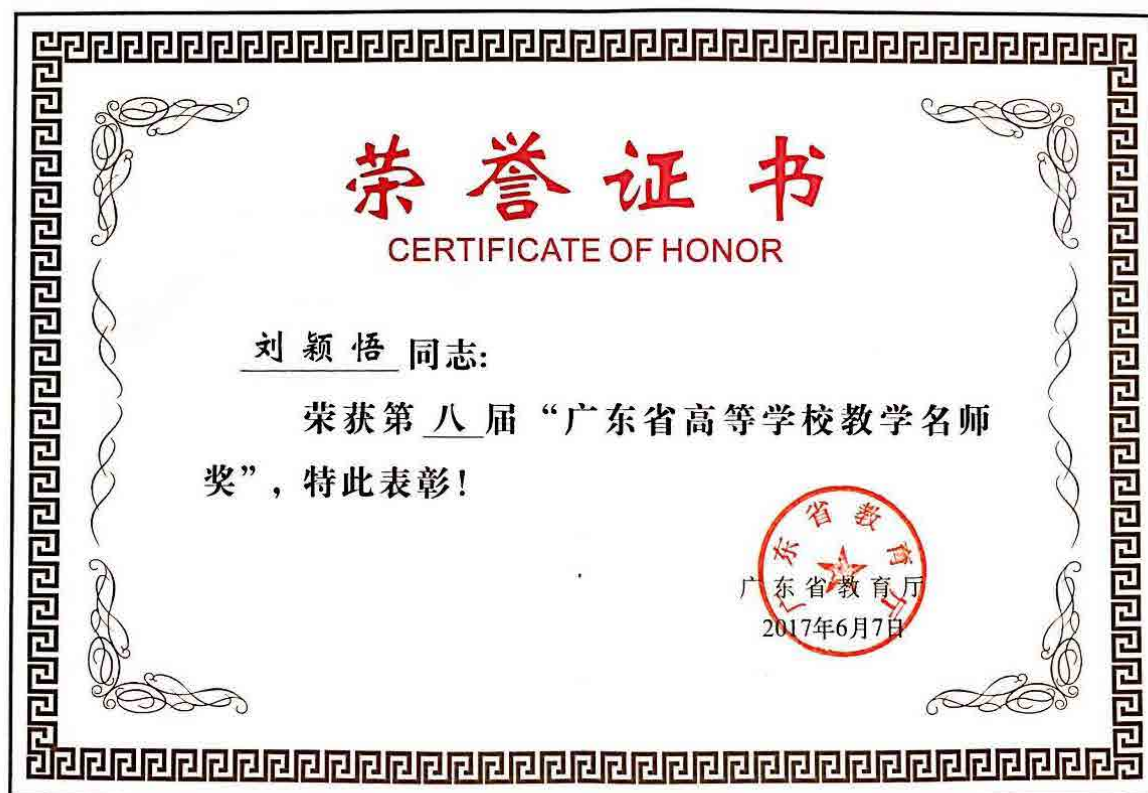 荣誉证书
CERTIFICATE OF HONOR
刘颖悟 同志:
荣获第 八 届“广东省高等学校教学名师
奖”，特此表彰!
广东省教育厅
广东省教育厅
2017年6月7日